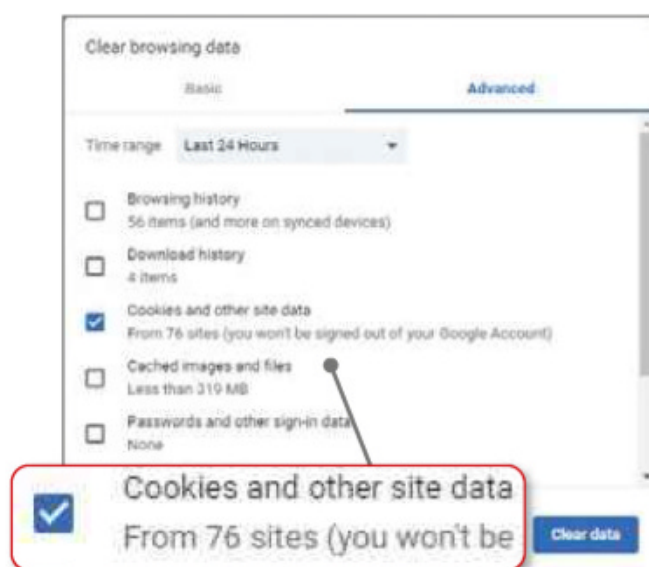 Clear browsing data
Basic
Advanced
Time range
Last 24 Hours
Browsing history
56 items (and more on synced devices)
Download history
4 items
Cookies and other site data
From 76 sites (you won't be signed out of your Google Account)
Cached images and files
Less than 319 MB
Passwords and other sign-in data
None
Cookies and other site data
From 76 sites (you won't be
Clear data